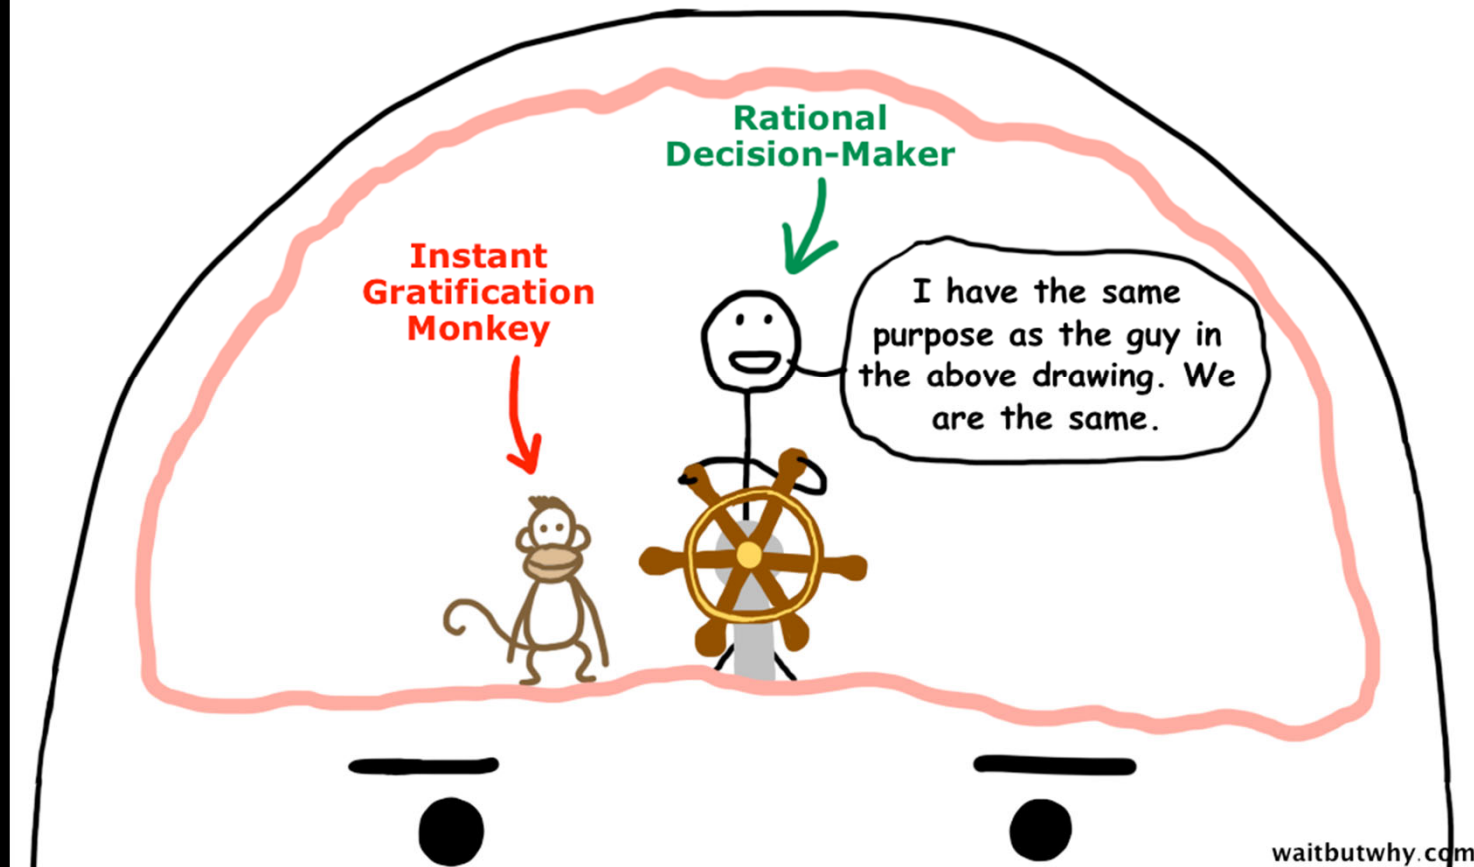 Rational
Decision-Maker
Instant
Gratification
Monkey
I have the same
purpose as the guy in
the above drawing. We
are the same.
waitbutwhy.com